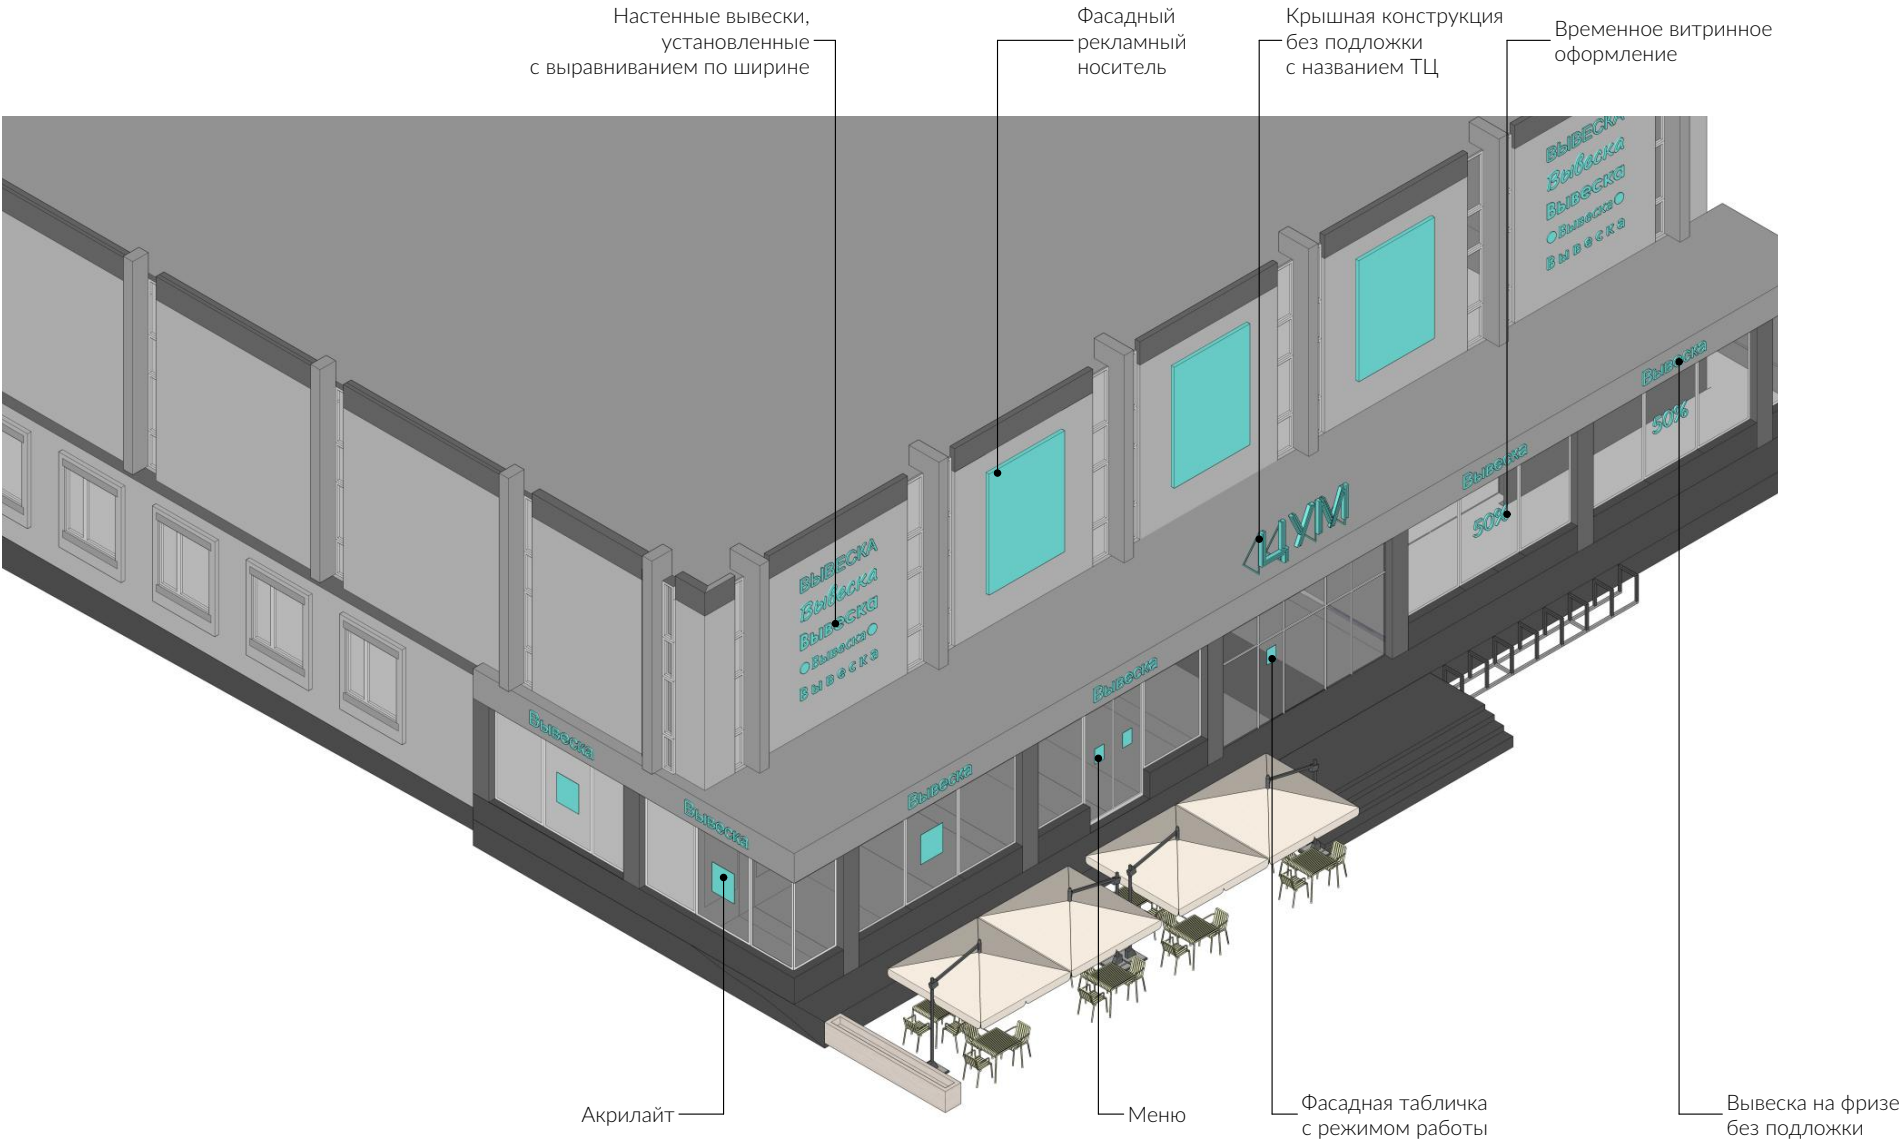 Настенные вывески,
установленные
с выравниванием по ширине
Фасадный
рекламный
носитель
Крышная конструкция
без подложки
с названием ТЦ
Временное витринное
оформление
ВЫВЕСКА
Вывеска
Вывеска
Вывеска
Вывеска
Вывеска
50%
Вывеска
50%
ЦУМ
ВЫВЕСКА
Вывеска
Вывеска
Вывеска
Вывеска
Вывеска
Вывеска
Вывеска
Вывеска
Акрилайт
Меню
Фасадная табличка
с режимом работы
Вывеска на фризе
без подложки